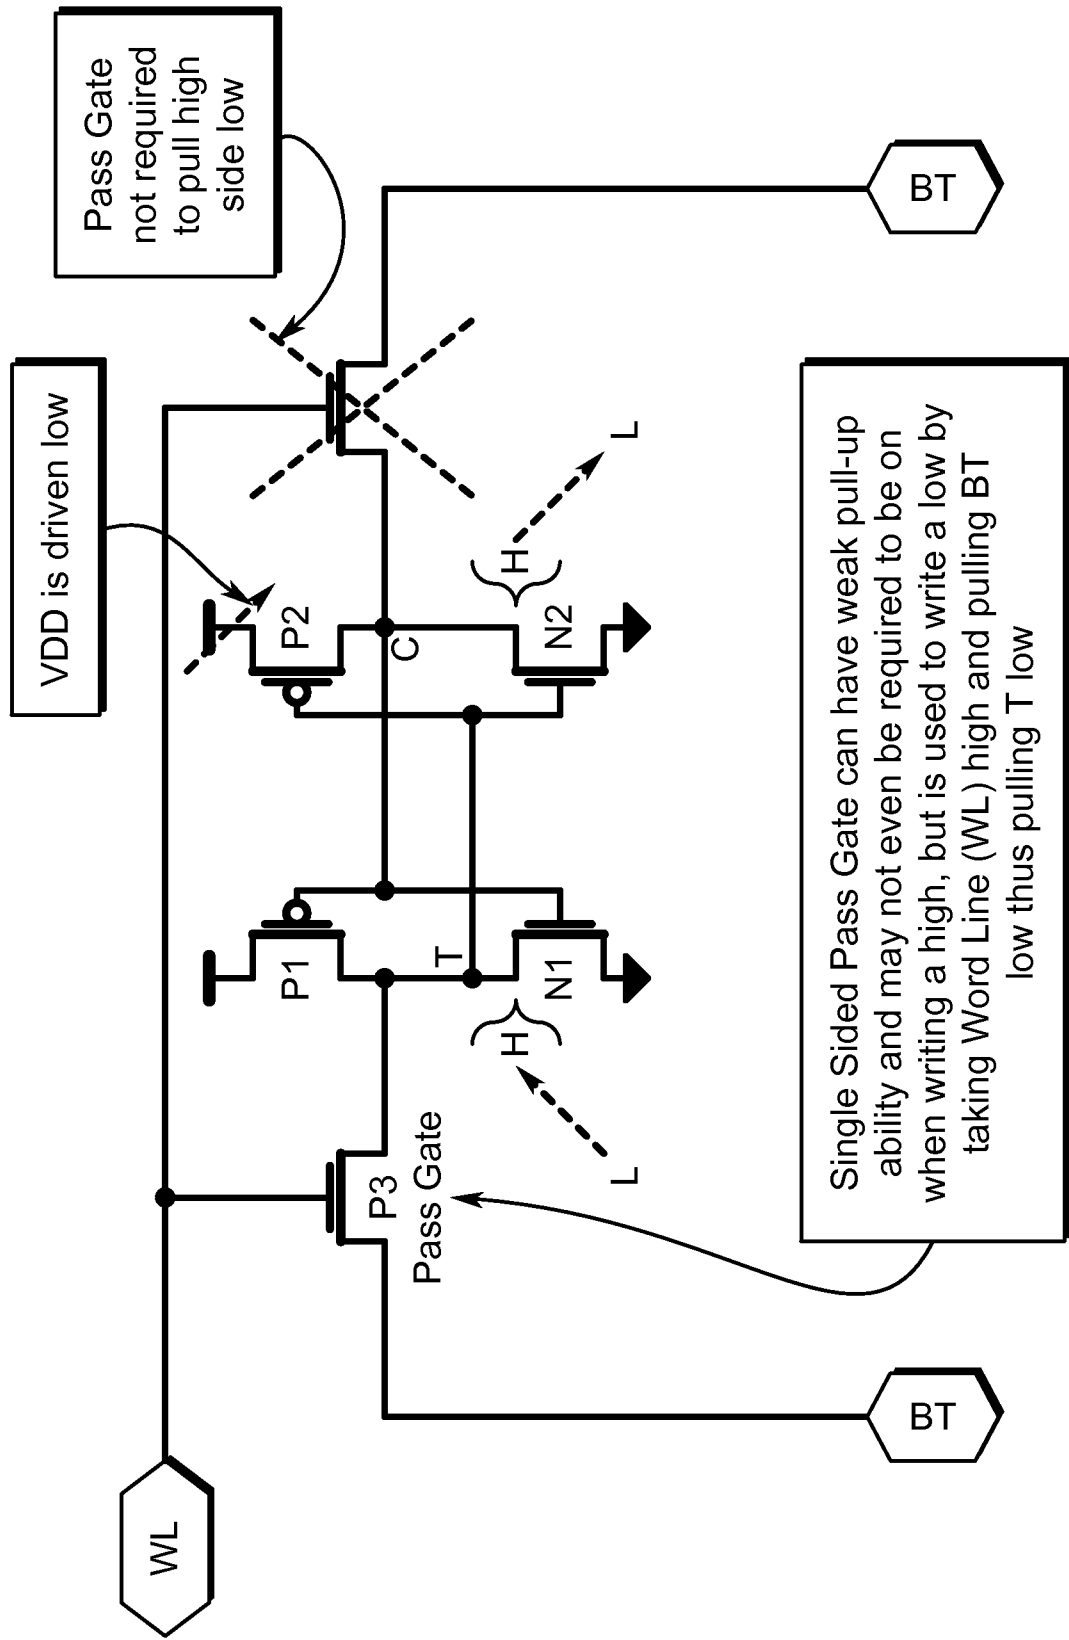 WL
VDD is driven low
Pass Gate
not required
to pull high
side low
P1
P2
P3
Pass Gate
T
C
H
L
N1
N2
H
L
BT
BT
Single Sided Pass Gate can have weak pull-up
ability and may not even be required to be on
when writing a high, but is used to write a low by
taking Word Line (WL) high and pulling BT
low thus pulling T low